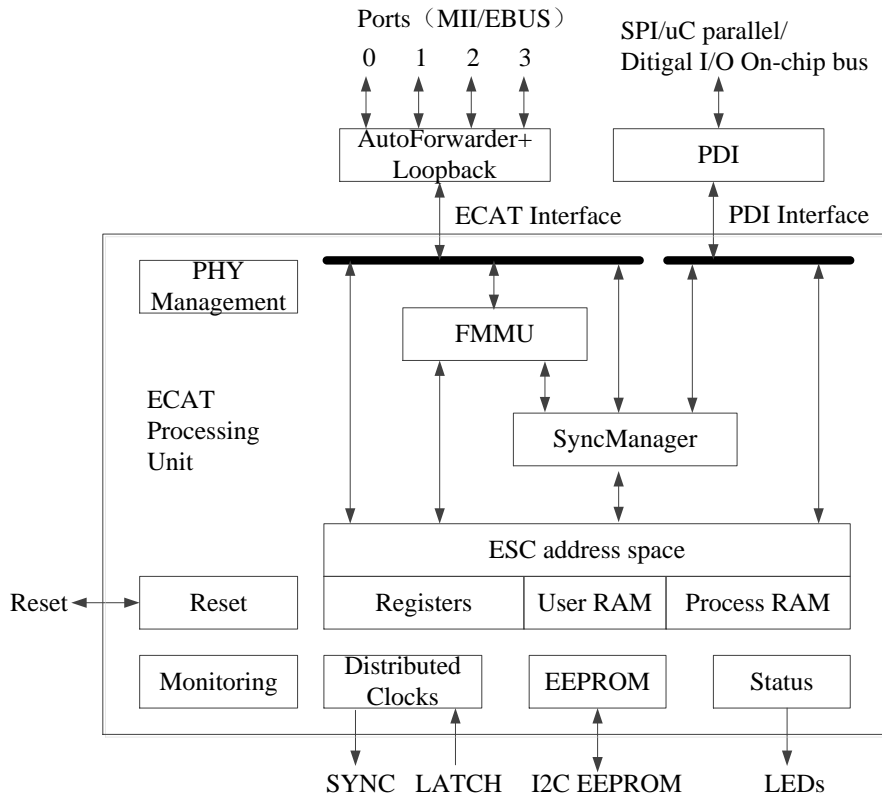 Ports（MII/EBUS）
0 1 2 3
SPI/uC parallel/
Ditigal I/O On-chip bus
AutoForwarder+
Loopback
PDI
ECAT Interface
PDI Interface
PHY
Management
FMMU
ECAT
Processing
Unit
SyncManager
ESC address space
Reset
Reset
Registers
User RAM
Process RAM
Monitoring
Distributed
Clocks
EEPROM
Status
SYNC
LATCH
I2C EEPROM
LEDs